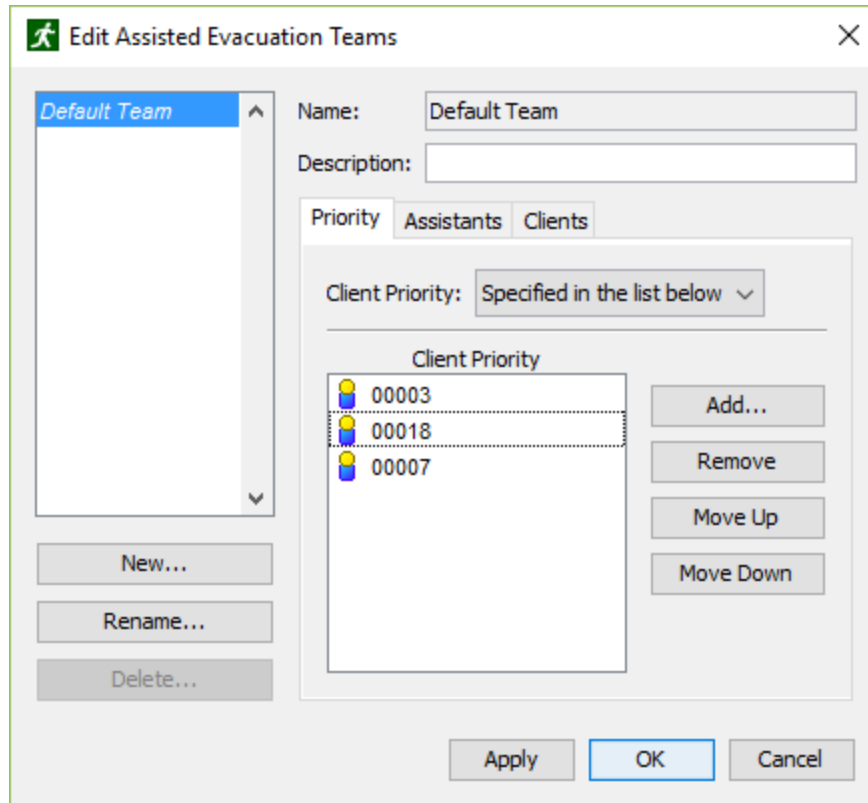 Edit Assisted Evacuation Teams
Default Team
Name: Default Team
Description:
Priority Assistants Clients
Client Priority: Specified in the list below
Client Priority
00003
00018
00007
Add...
Remove
Move Up
Move Down
New...
Rename...
Delete...
Apply OK Cancel